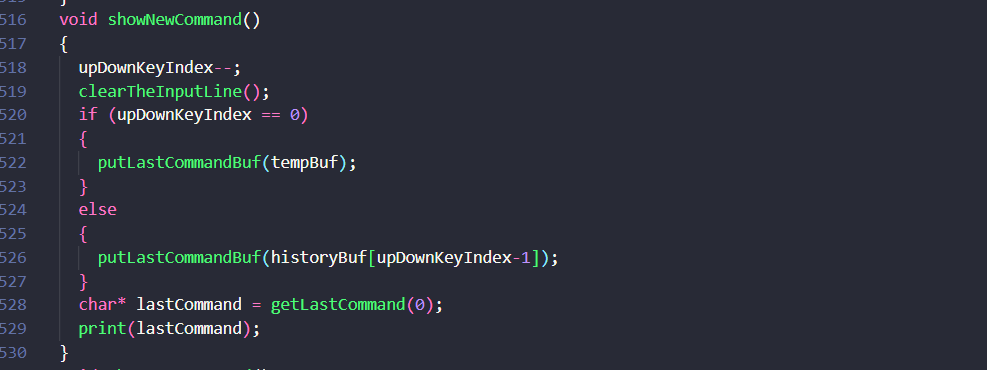 516 void showNewCommand()
517 {
518 upDownKeyIndex--;
519 clearTheInputLine();
520 if (upDownKeyIndex == 0)
521 {
522 putLastCommandBuf(tempBuf);
523 }
524 else
525 {
526 putLastCommandBuf(historyBuf[upDownKeyIndex-1]);
527 }
528 char* lastCommand = getLastCommand(0);
529 print(lastCommand);
530 }